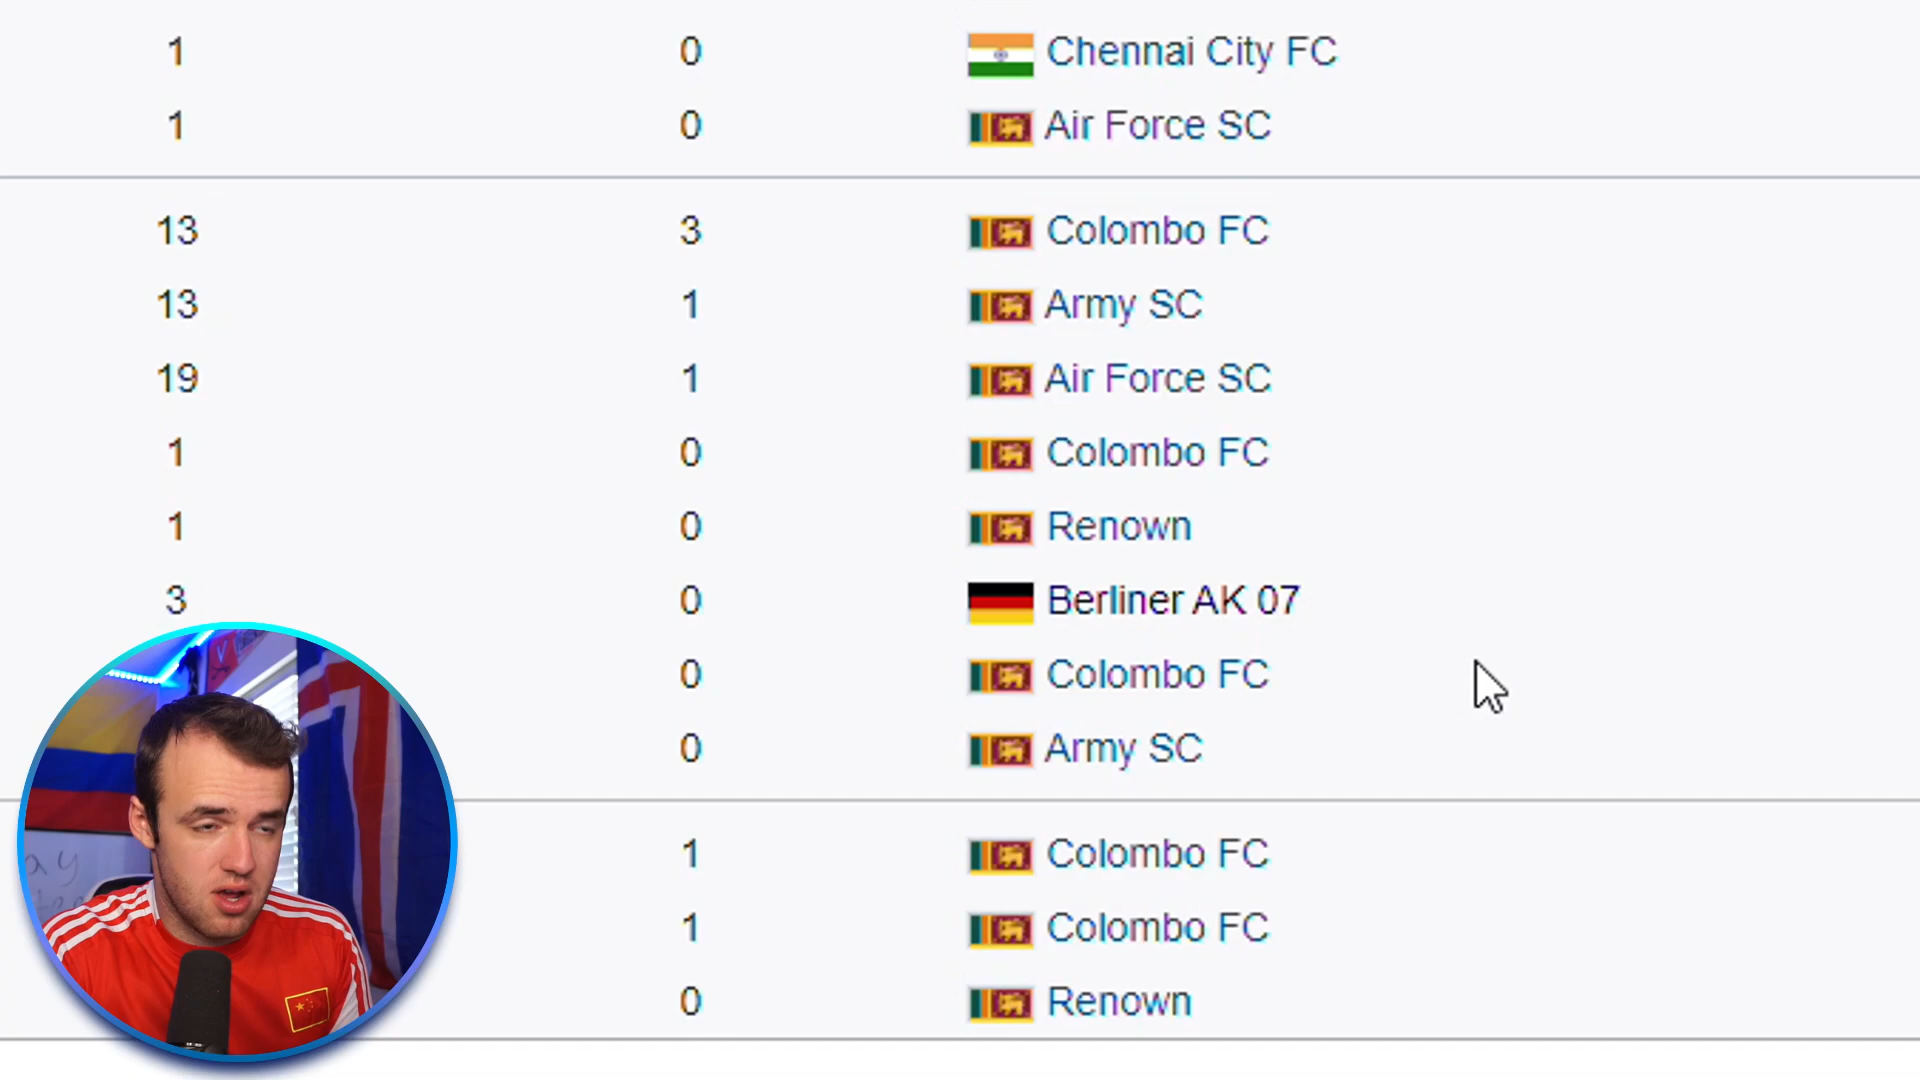 1 0 Chennai City FC
1 0 Air Force SC
13 3 Colombo FC
13 1 Army SC
19 1 Air Force SC
1 0 Colombo FC
1 0 Renown
3 0 Berliner AK 07
0 Colombo FC
0 Army SC
1 Colombo FC
1 Colombo FC
0 Renown